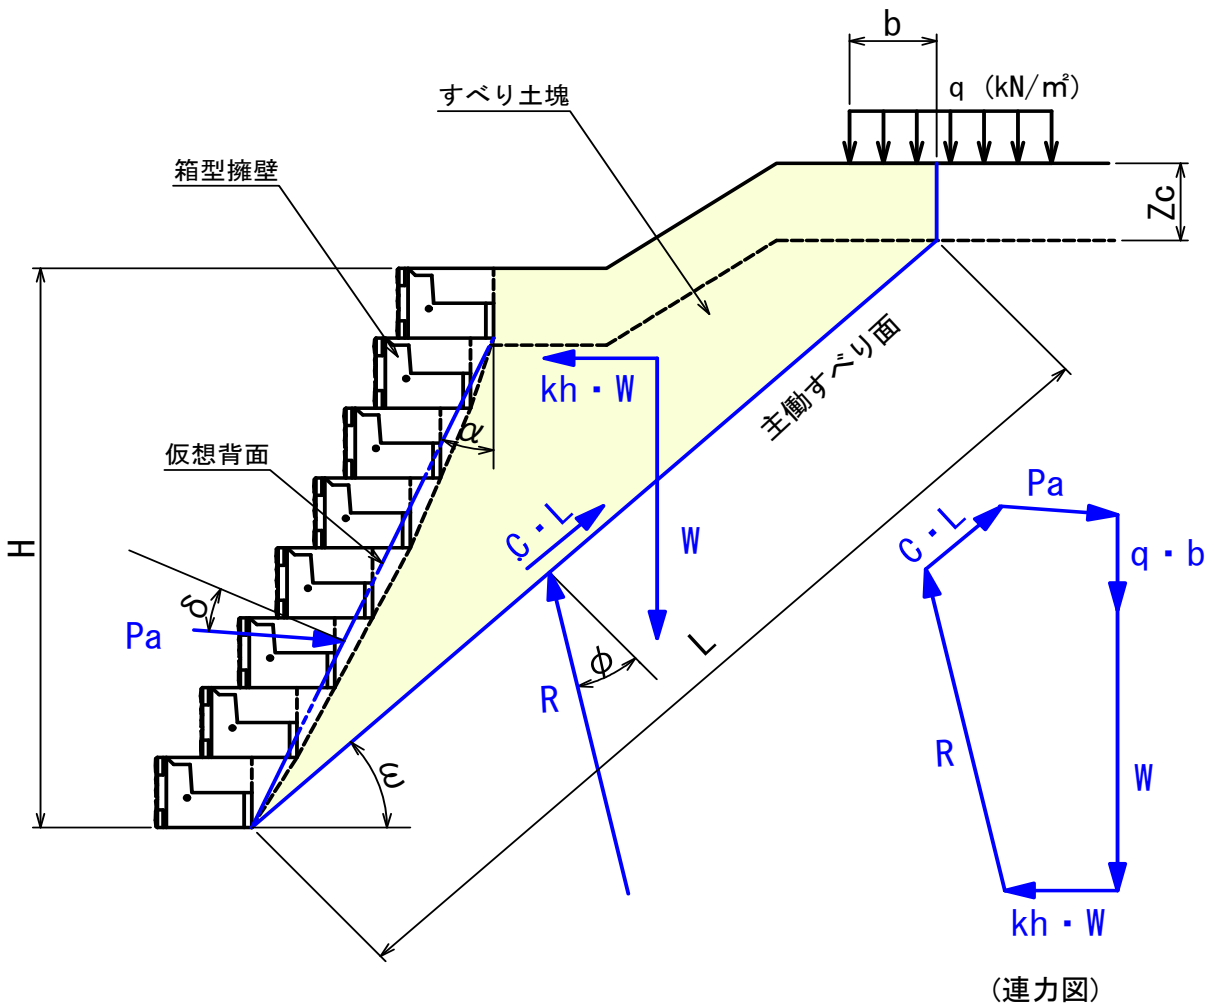 b
q (kN/㎡)
すべり土塊
箱型擁壁
Zc
主働すべり面
kh・W
α
仮想背面
Pa
C・L
C・L
H
W
q・b
δ
Pa
L
φ
R
R
ω
W
kh・W
(連力図)